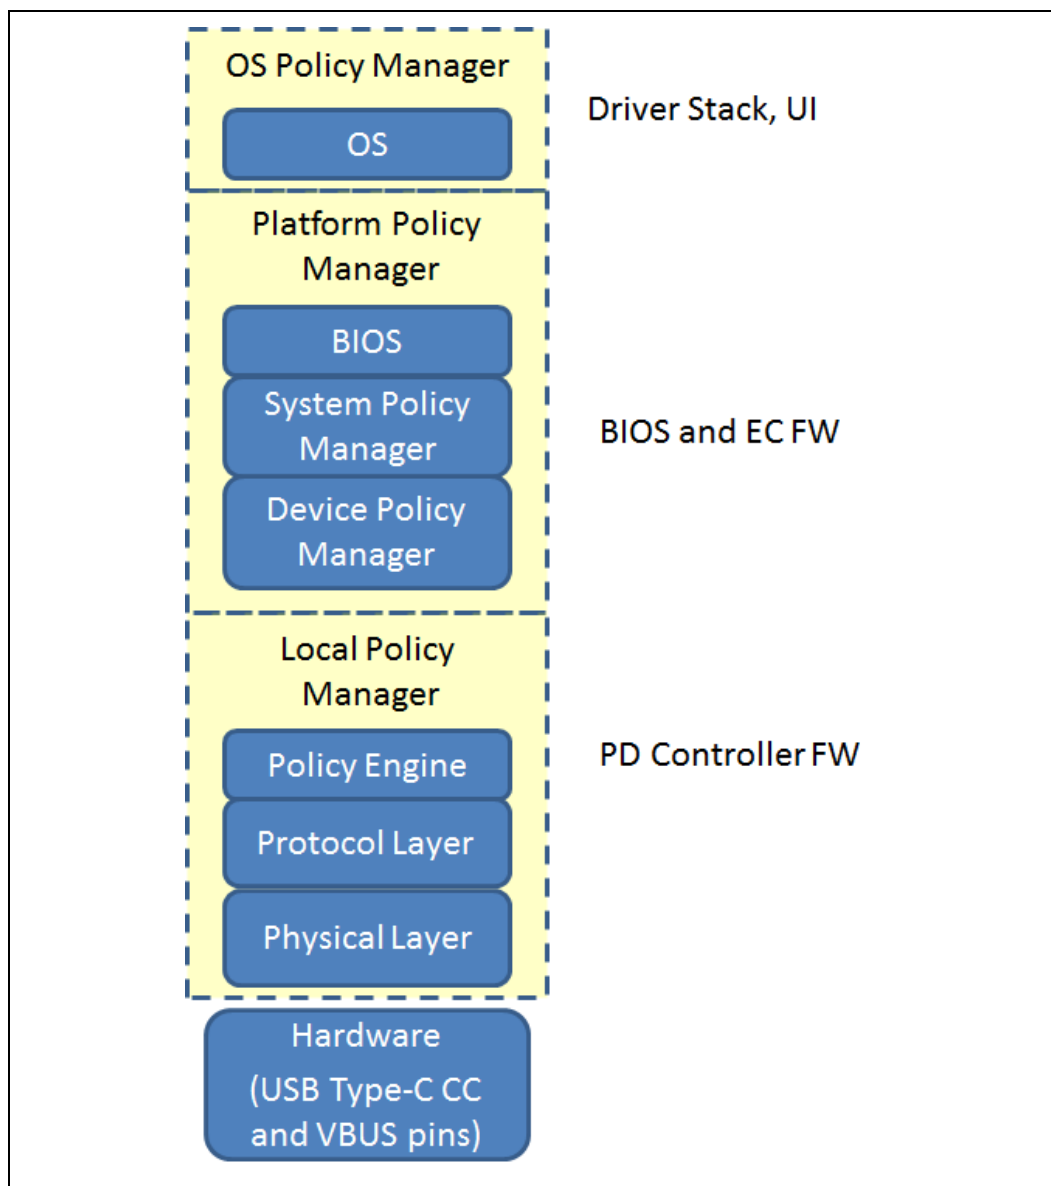 OS Policy Manager
OS
Driver Stack, UI
Platform Policy
Manager
BIOS
System Policy
Manager
Device Policy
Manager
BIOS and EC FW
Local Policy
Manager
Policy Engine
Protocol Layer
Physical Layer
PD Controller FW
Hardware
(USB Type-C CC
and VBUS pins)